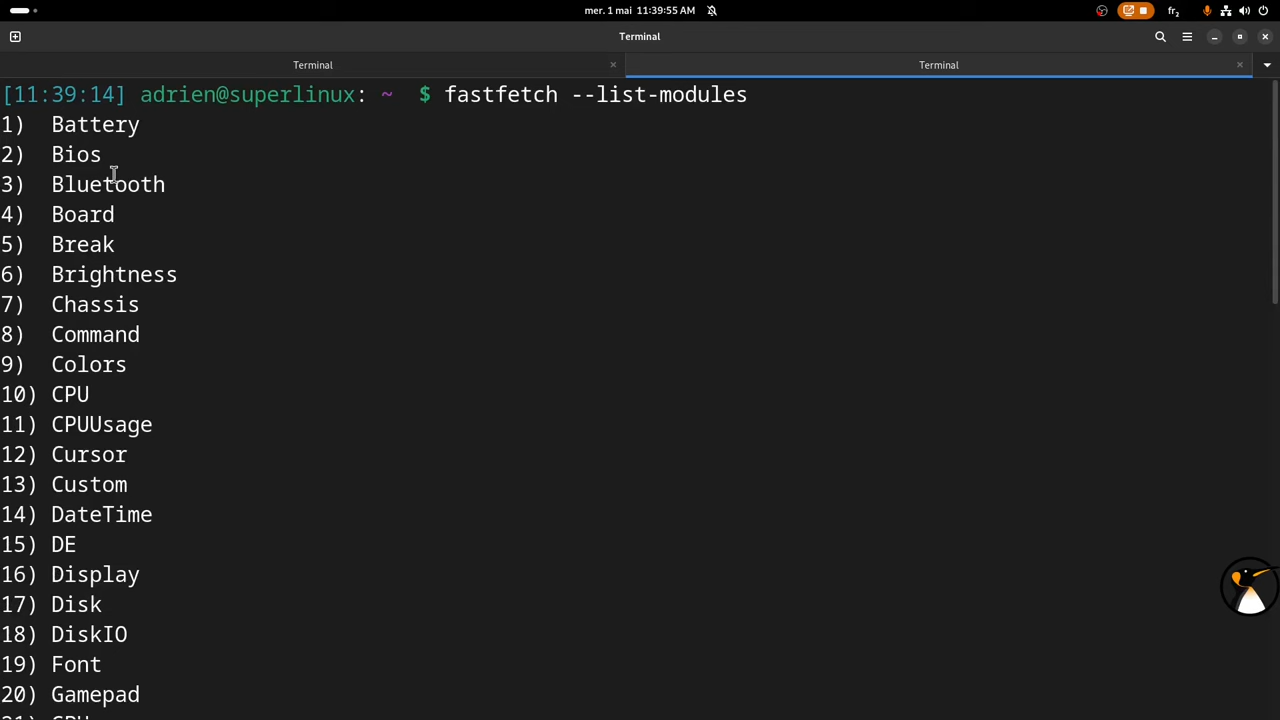 mer. 1 mai 11:39:55 AM
fr₂
Terminal
Terminal
Terminal
[11:39:14] adrien@superlinux: ~ $ fastfetch --list-modules
1) Battery
2) Bios
3) Bluetooth
4) Board
5) Break
6) Brightness
7) Chassis
8) Command
9) Colors
10) CPU
11) CPUUsage
12) Cursor
13) Custom
14) DateTime
15) DE
16) Display
17) Disk
18) DiskIO
19) Font
20) Gamepad